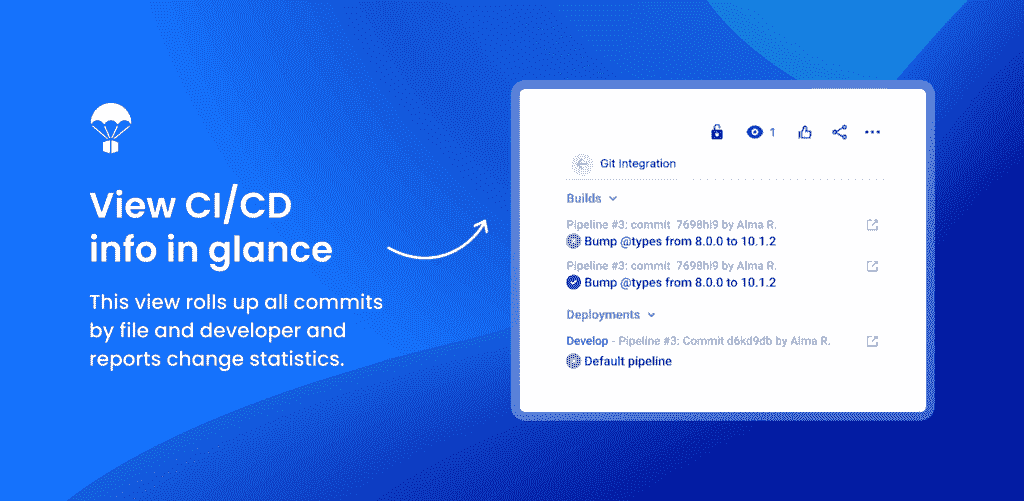 View CI/CD
info in glance
This view rolls up all commits
by file and developer and
reports change statistics.
1
Git Integration
Builds
Pipeline #3: commit 7698hi9 by Alma R.
Bump @types from 8.0.0 to 10.1.2
Pipeline #3: commit 7698hi9 by Alma R.
Bump @types from 8.0.0 to 10.1.2
Deployments
Develop - Pipeline #3: Commit d6kd9db by Alma R.
Default pipeline